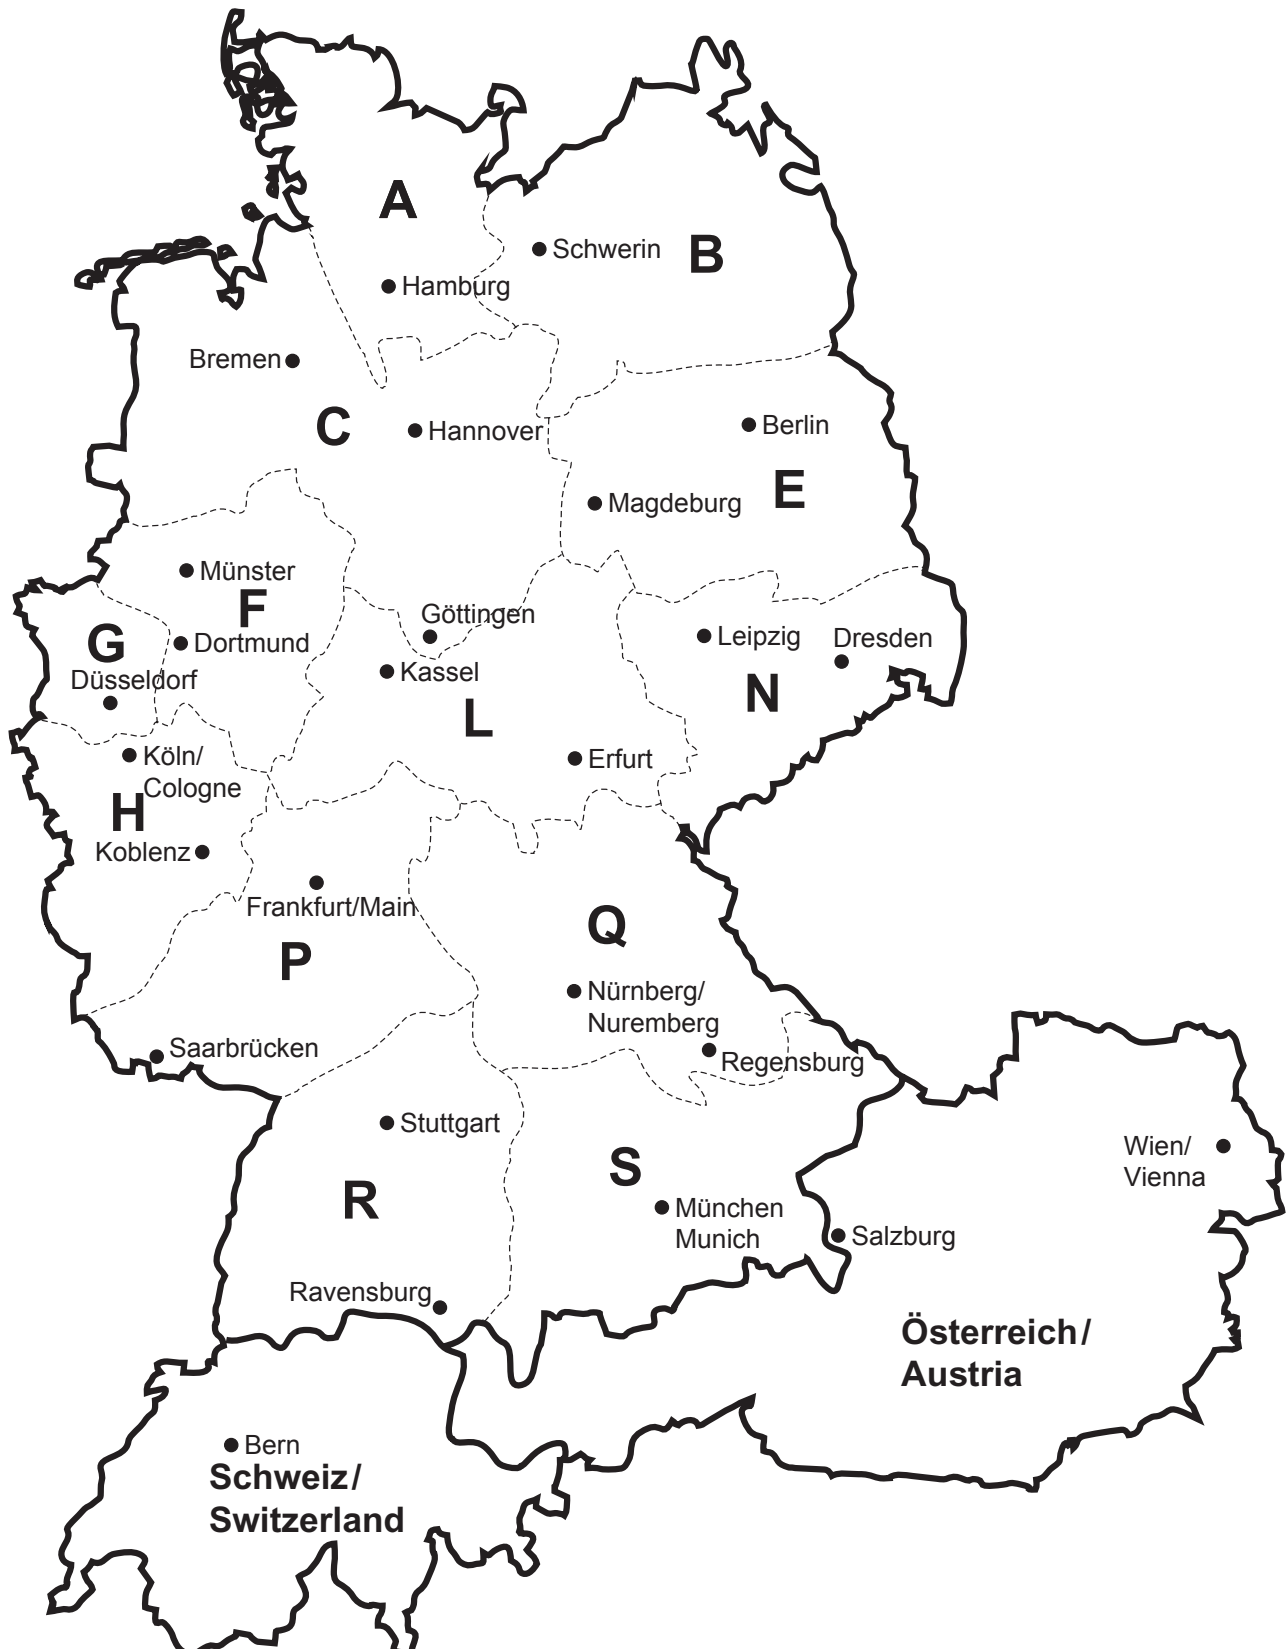 A
Schwerin
B
Hamburg
Bremen
C
Hannover
Berlin
E
Magdeburg
Münster
F
Göttingen
G
Dortmund
Leipzig
Dresden
Düsseldorf
Kassel
N
L
Köln/
Cologne
Erfurt
H
Koblenz
Frankfurt/Main
Q
P
Nürnberg/
Nuremberg
Saarbrücken
Regensburg
Stuttgart
Wien/
Vienna
S
R
München
Munich
Salzburg
Ravensburg
Österreich/
Austria
Bern
Schweiz/
Switzerland